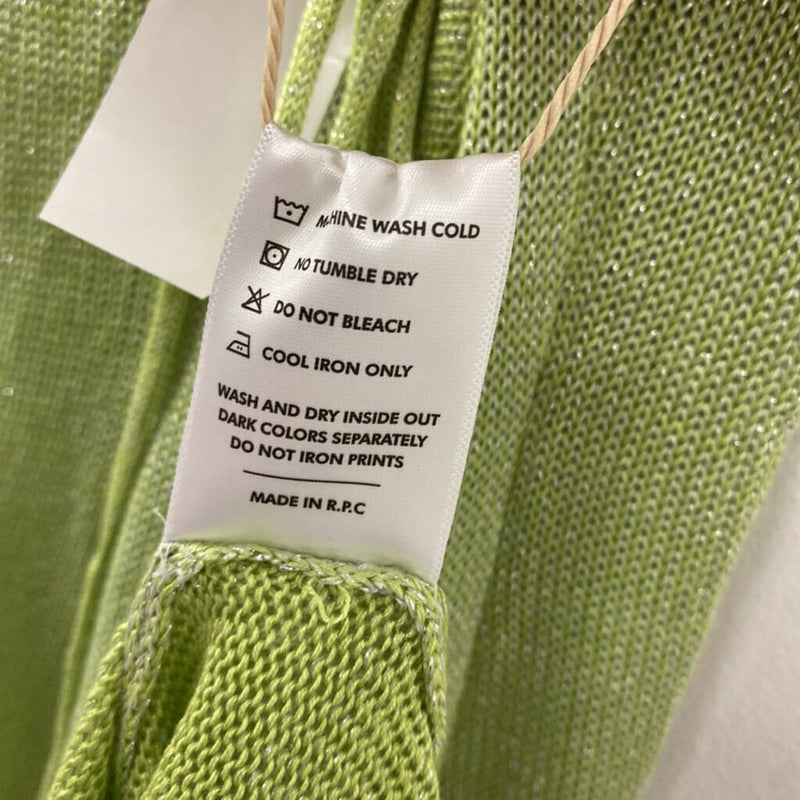 M.HINE WASH COLD
NO TUMBLE DRY
DO NOT BLEACH
COOL IRON ONLY
WASH AND DRY INSIDE OUT
DARK COLORS SEPARATELY
DO NOT IRON PRINTS
MADE IN R.P.C